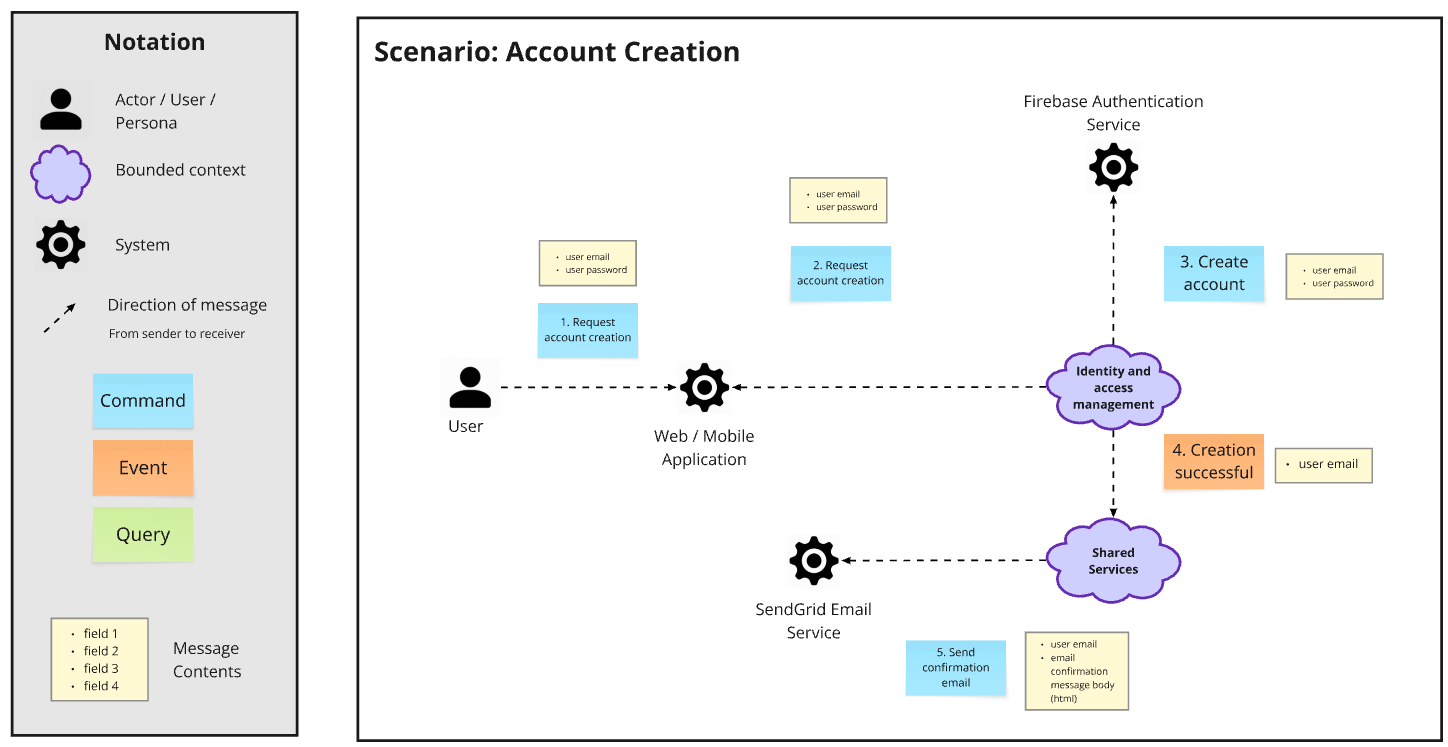 Notation
Actor / User /
Persona
Bounded context
System
Direction of message
From sender to receiver
Command
Event
Query
• field 1
• field 2
• field 3
• field 4
Message
Contents
Scenario: Account Creation
Firebase Authentication
Service
• user email
• user password
2. Request
account creation
• user email
• user password
1. Request
account creation
3. Create
account
• user email
• user password
User
Web / Mobile
Application
Identity and
access
management
4. Creation
successful
• user email
Shared
Services
SendGrid Email
Service
5. Send
confirmation
email
• user email
• email
confirmation
message body
(html)